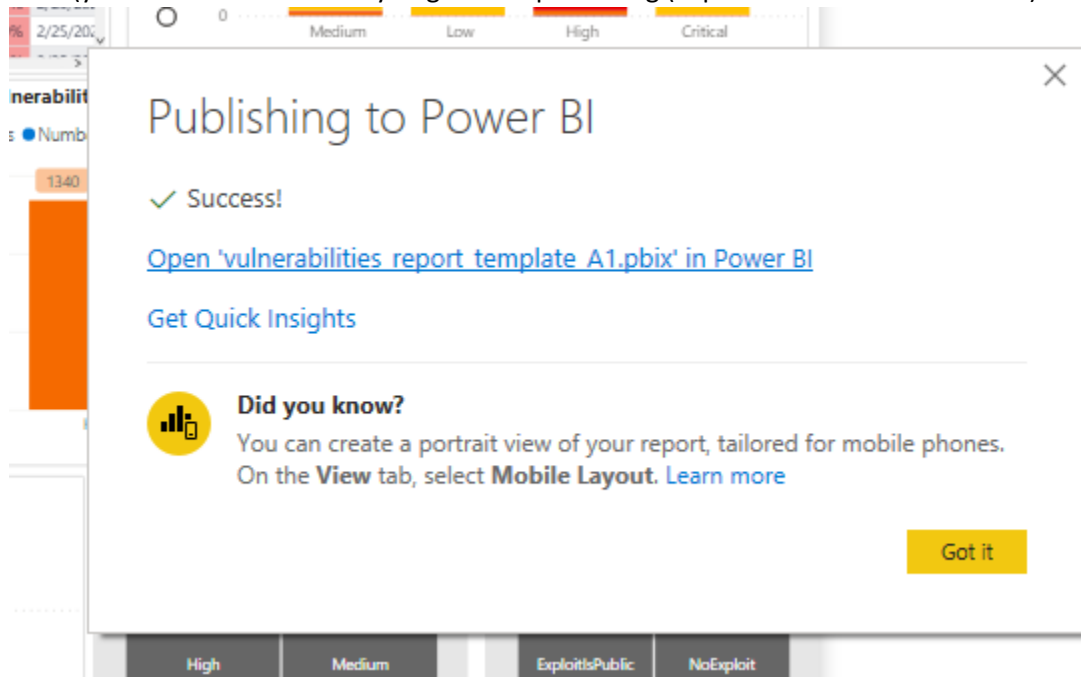 2/25/202
0
Medium Low High Critical
Numb
1340
Publishing to Power BI
Success!
Open 'vulnerabilities_report_template_A1.pbix' in Power BI
Get Quick Insights
Did you know?
You can create a portrait view of your report, tailored for mobile phones.
On the View tab, select Mobile Layout. Learn more
Got it
High Medium ExploitIsPublic NoExploit